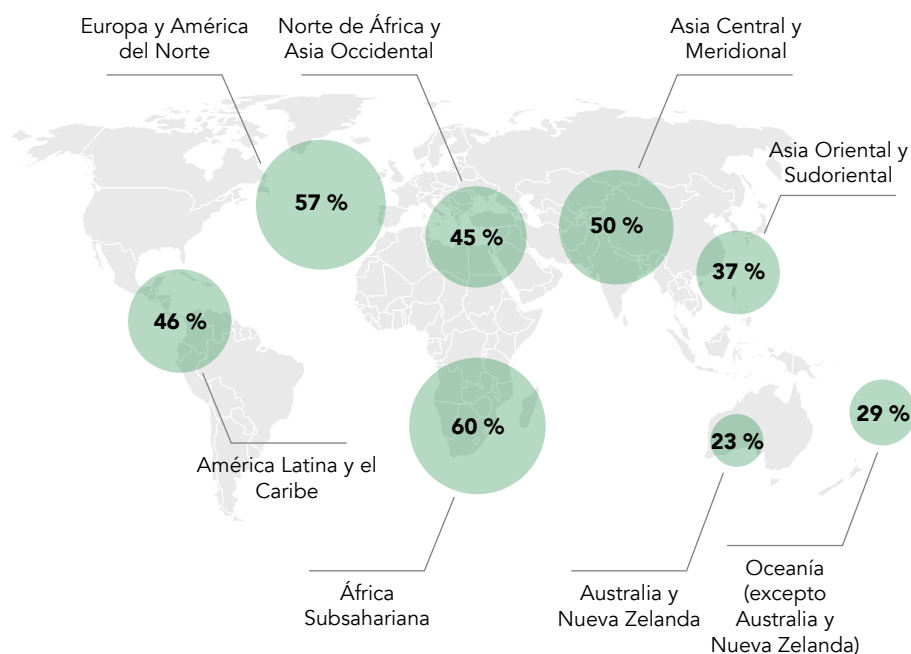 Europa y América
del Norte
Norte de África y
Asia Occidental
Asia Central y
Meridional
Asia Oriental y
Sudoriental
57 %
45 %
50 %
37 %
46 %
60 %
23 %
29 %
América Latina y el
Caribe
África
Subsahariana
Australia y
Nueva Zelanda
Oceanía
(excepto
Australia y
Nueva Zelanda)